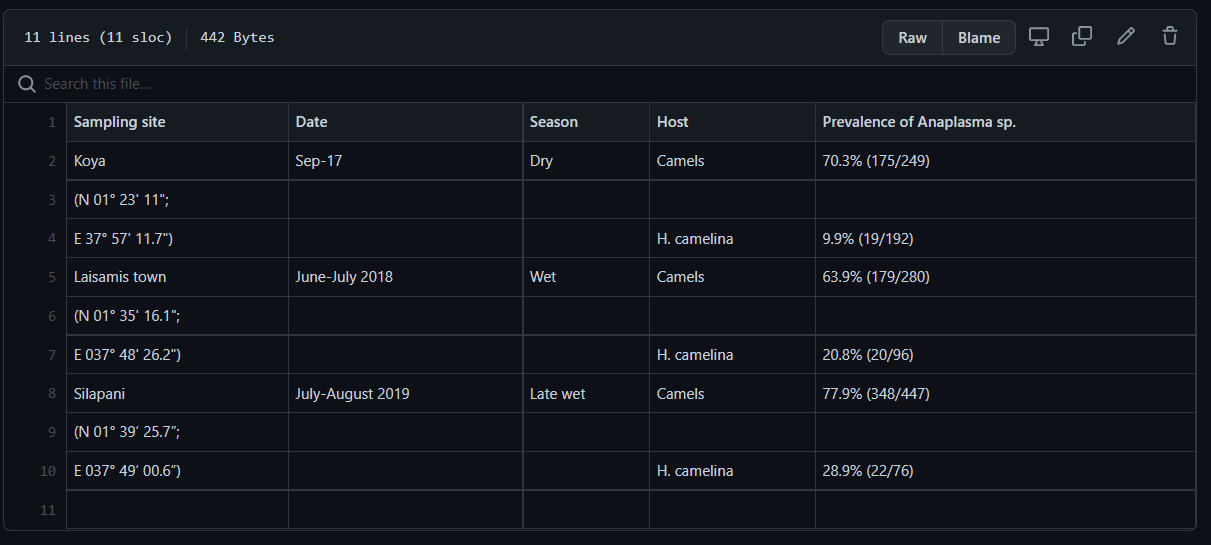 11 lines (11 sloc) 442 Bytes Raw Blame
Search this file...
1 Sampling site Date Season Host Prevalence of Anaplasma sp.
2 Koya Sep-17 Dry Camels 70.3% (175/249)
3 (N 01° 23' 11";
4 E 37° 57' 11.7") H. camelina 9.9% (19/192)
5 Laisamis town June-July 2018 Wet Camels 63.9% (179/280)
6 (N 01° 35' 16.1";
7 E 037° 48' 26.2") H. camelina 20.8% (20/96)
8 Silapani July-August 2019 Late wet Camels 77.9% (348/447)
9 (N 01° 39′ 25.7″;
10 E 037° 49′ 00.6″) H. camelina 28.9% (22/76)
11